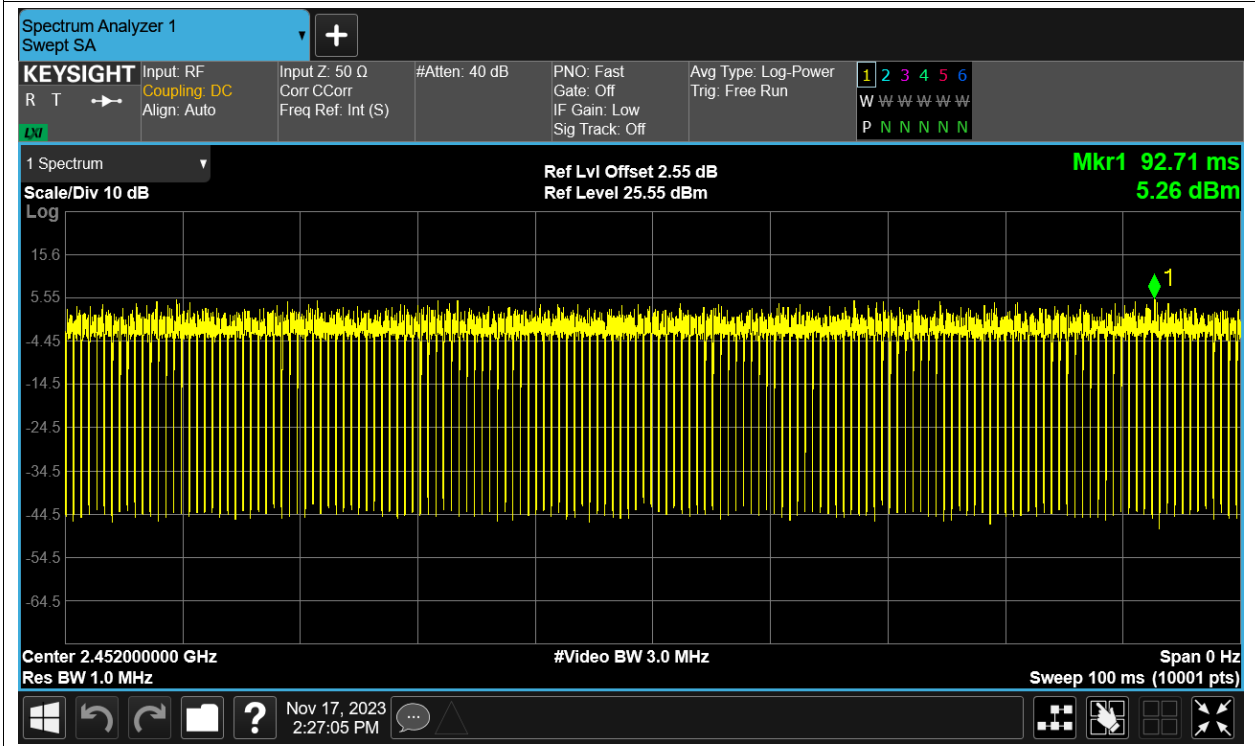 Spectrum Analyzer 1
Swept SA
+
KEYSIGHT
R T
LXI
Input: RF
Coupling: DC
Align: Auto
Input Z: 50 Ω
Corr CCorr
Freq Ref: Int (S)
#Atten: 40 dB
PNO: Fast
Gate: Off
IF Gain: Low
Sig Track: Off
Avg Type: Log-Power
Trig: Free Run
1 2 3 4 5 6
W W W W W W
P N N N N N
1 Spectrum
Scale/Div 10 dB
Log
Ref Lvl Offset 2.55 dB
Ref Level 25.55 dBm
Mkr1 92.71 ms
5.26 dBm
1
15.6
5.55
-4.45
-14.5
-24.5
-34.5
-44.5
-54.5
-64.5
Center 2.452000000 GHz
Res BW 1.0 MHz
#Video BW 3.0 MHz
Span 0 Hz
Sweep 100 ms (10001 pts)
?
Nov 17, 2023
2:27:05 PM